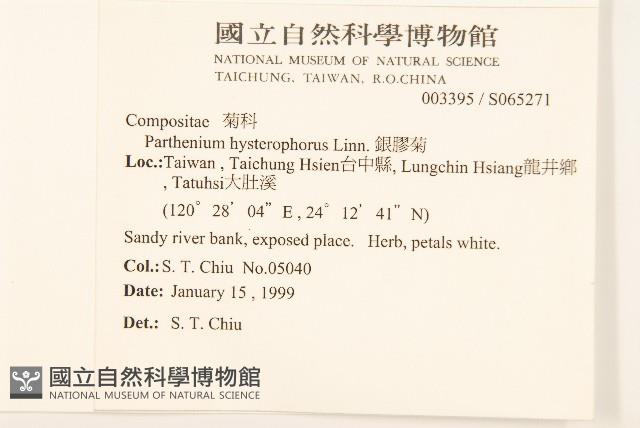 國立自然科學博物館
NATIONAL MUSEUM OF NATURAL SCIENCE
TAICHUNG, TAIWAN, R.O.CHINA
003395 / S065271
Compositae 菊科
Parthenium hysterophorus Linn. 銀膠菊
Loc.:Taiwan , Taichung Hsien台中縣, Lungchin Hsiang龍井鄉
, Tatuhsi大肚溪
(120° 28' 04" E , 24° 12' 41" N)
Sandy river bank, exposed place. Herb, petals white.
Col.: S. T. Chiu No.05040
Date: January 15 , 1999
Det.: S. T. Chiu
國立自然科學博物館
NATIONAL MUSEUM OF NATURAL SCIENCE